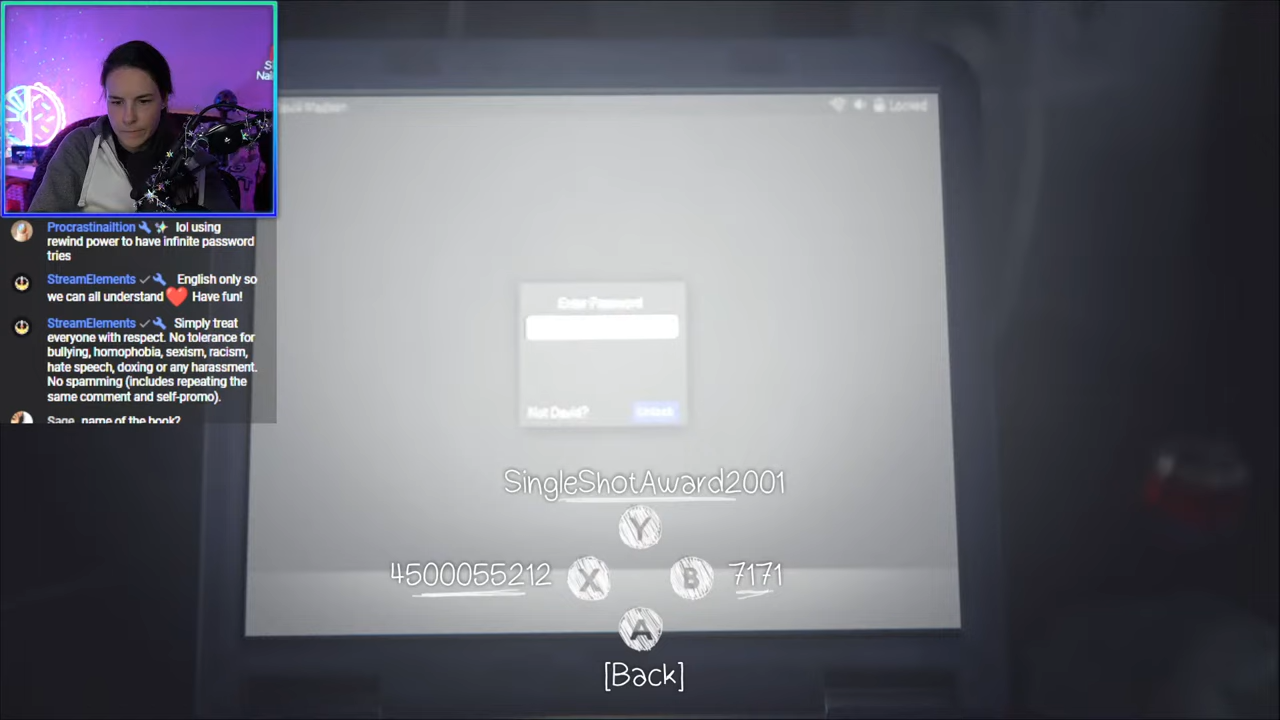 Locked
Procrastinailtion lol using
rewind power to have infinite password
tries
StreamElements English only so
we can all understand ❤️ Have fun!
StreamElements Simply treat
everyone with respect. No tolerance for
bullying, homophobia, sexism, racism,
hate speech, doxing or any harassment.
No spamming (includes repeating the
same comment and self-promo).
Sage, name of the book?
Enter Password
Not David? Unlock
SingleShotAward2001
Y
4500055212 X B 7171
A
[Back]